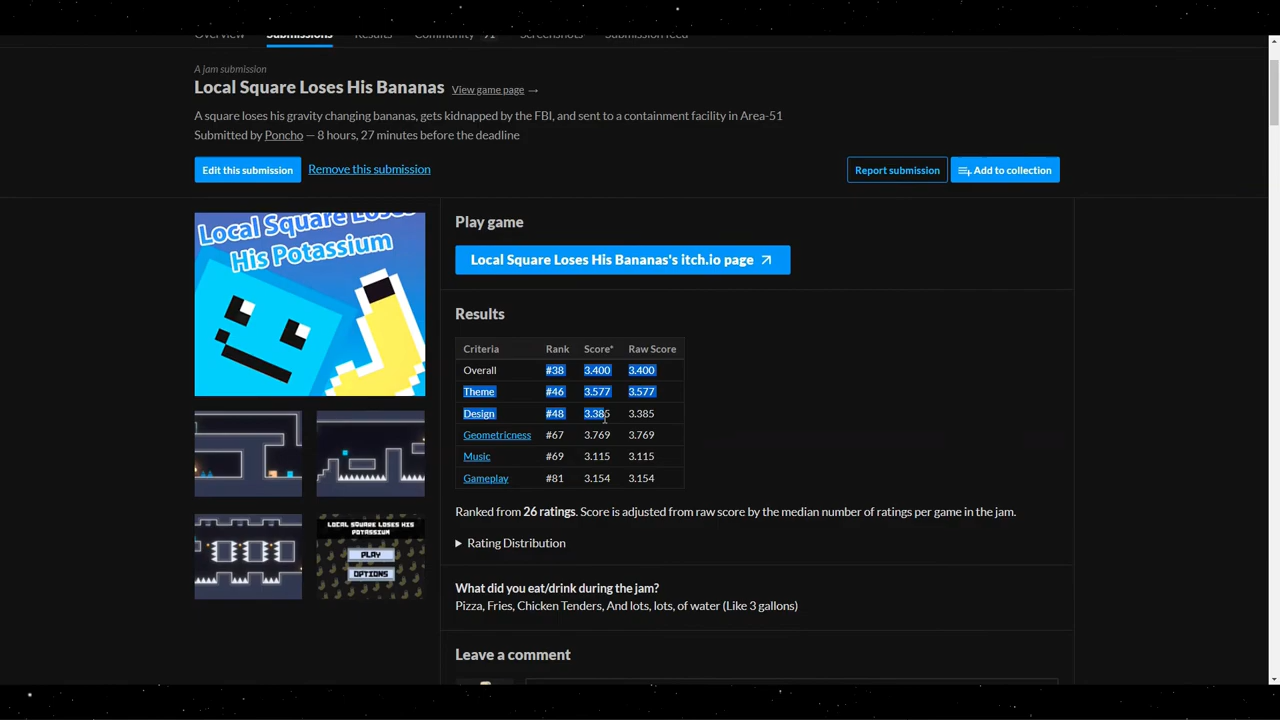 Overview Submissions Results Community 91 Screenshots Submission feed
A jam submission
Local Square Loses His Bananas View game page →
A square loses his gravity changing bananas, gets kidnapped by the FBI, and sent to a containment facility in Area-51
Submitted by Poncho — 8 hours, 27 minutes before the deadline
Edit this submission Remove this submission Report submission Add to collection
Local Square Loses
His Potassium
LOCAL SQUARE LOSES HIS
POTASSIUM
PLAY
OPTIONS
Play game
Local Square Loses His Bananas's itch.io page
Results
Criteria Rank Score* Raw Score
Overall #38 3.400 3.400
Theme #46 3.577 3.577
Design #48 3.385 3.385
Geometricness #67 3.769 3.769
Music #69 3.115 3.115
Gameplay #81 3.154 3.154
Ranked from 26 ratings. Score is adjusted from raw score by the median number of ratings per game in the jam.
Rating Distribution
What did you eat/drink during the jam?
Pizza, Fries, Chicken Tenders, And lots, lots, of water (Like 3 gallons)
Leave a comment